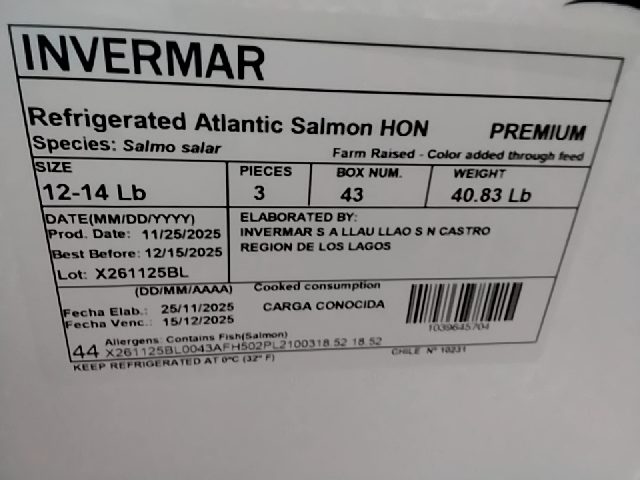 INVERMAR
Refrigerated Atlantic Salmon HON PREMIUM
Species: Salmo salar Farm Raised - Color added through feed
SIZE PIECES BOX NUM. WEIGHT
12-14 Lb 3 43 40.83 Lb
DATE(MM/DD/YYYY) ELABORATED BY:
Prod. Date: 11/25/2025 INVERMAR S A LLAU LLAO S N CASTRO
Best Before: 12/15/2025 REGION DE LOS LAGOS
Lot: X261125BL
(DD/MM/AAAA) Cooked consumption
Fecha Elab.: 25/11/2025 CARGA CONOCIDA
Fecha Venc.: 15/12/2025
1039645704
Allergens: Contains Fish(Salmon)
44 X261125BL0043AFH502PL2100318.52 18.52 CHILE Nº 10231
KEEP REFRIGERATED AT 0ºC (32º F)